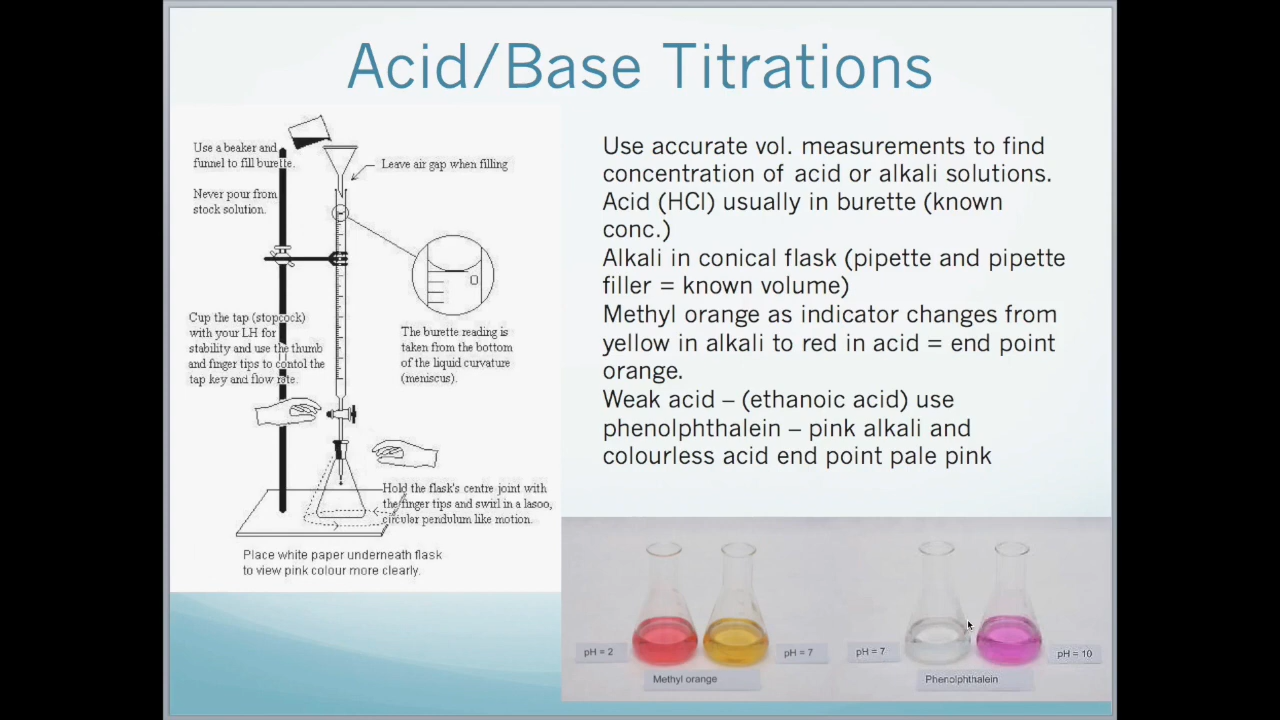 Acid/Base Titrations
Use a beaker and
funnel to fill burette.
Never pour from
stock solution.
Leave air gap when filling
0
Cup the tap (stopcock)
with your LH for
stability and use the thumb
and finger tips to contol the
tap key and flow rate.
The burette reading is
taken from the bottom
of the liquid curvature
(meniscus).
Hold the flask's centre joint with
the finger tips and swirl in a lasoo,
circular pendulum like motion.
Place white paper underneath flask
to view pink colour more clearly.
Use accurate vol. measurements to find
concentration of acid or alkali solutions.
Acid (HCl) usually in burette (known
conc.)
Alkali in conical flask (pipette and pipette
filler = known volume)
Methyl orange as indicator changes from
yellow in alkali to red in acid = end point
orange.
Weak acid – (ethanoic acid) use
phenolphthalein – pink alkali and
colourless acid end point pale pink
pH = 2
pH = 7
Methyl orange
pH = 7
pH = 10
Phenolphthalein